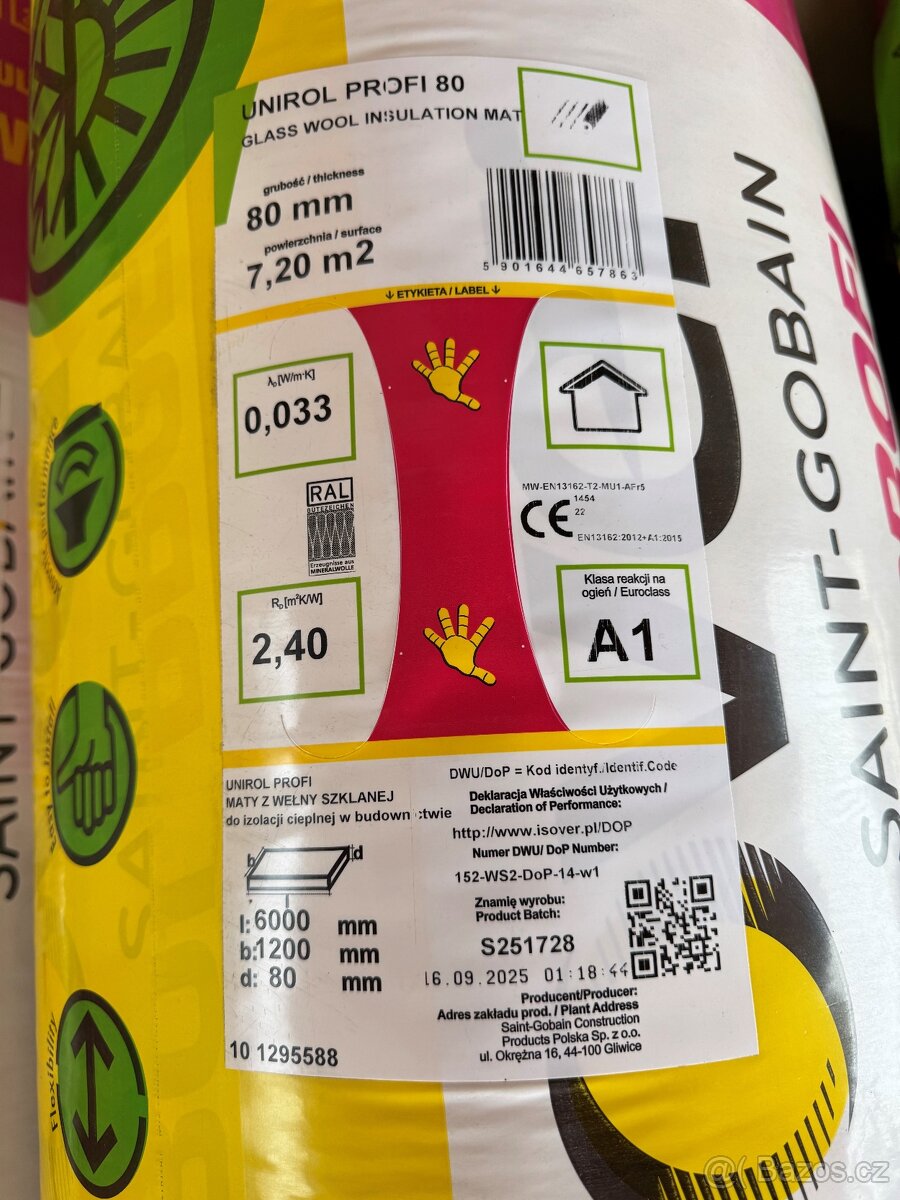 UNIROL PROFI 80
GLASS WOOL INSULATION MAT
grubość / thickness
80 mm
powierzchnia / surface
7,20 m2
5 901644 657863
ETYKIETA / LABEL
λD [W/m·K]
0,033
RAL
GÜTEZEICHEN
Erzeugnisse aus
MINERALWOLLE
RD [m²K/W]
2,40
MW-EN13162-T2-MU1-AFr5
CE
1454
22
EN13162:2012+A1:2015
Klasa reakcji na
ogień / Euroclass
A1
UNIROL PROFI
MATY Z WEŁNY SZKLANEJ
do izolacji cieplnej w budownictwie
b d
l
l: 6000 mm
b: 1200 mm
d: 80 mm
10 1295588
DWU/DoP = Kod identyf./Identif.Code
Deklaracja Właściwości Użytkowych /
Declaration of Performance:
http://www.isover.pl/DOP
Numer DWU/ DoP Number:
152-WS2-DoP-14-w1
Znamię wyrobu:
Product Batch:
S251728
16.09.2025 01:18:44
Producent/Producer:
Adres zakładu prod. / Plant Address
Saint-Gobain Construction
Products Polska Sp. z o.o.
ul. Okrężna 16, 44-100 Gliwice
SAINT-GOBAIN
Flexibility
@( Bazos.cz